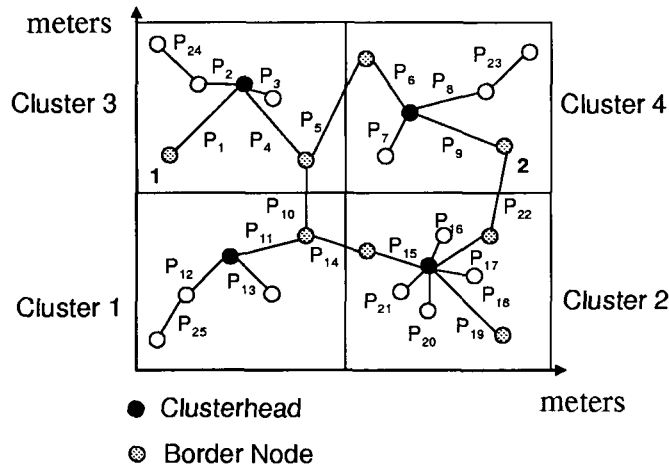 meters
Cluster 3
Cluster 4
P24
P2
P3
P1
P4
P5
P6
P7
P8
P23
P9
1
2
P10
P11
P12
P13
P14
P15
P16
P17
P18
P19
P20
P21
P22
P25
Cluster 1
Cluster 2
meters
Clusterhead
Border Node